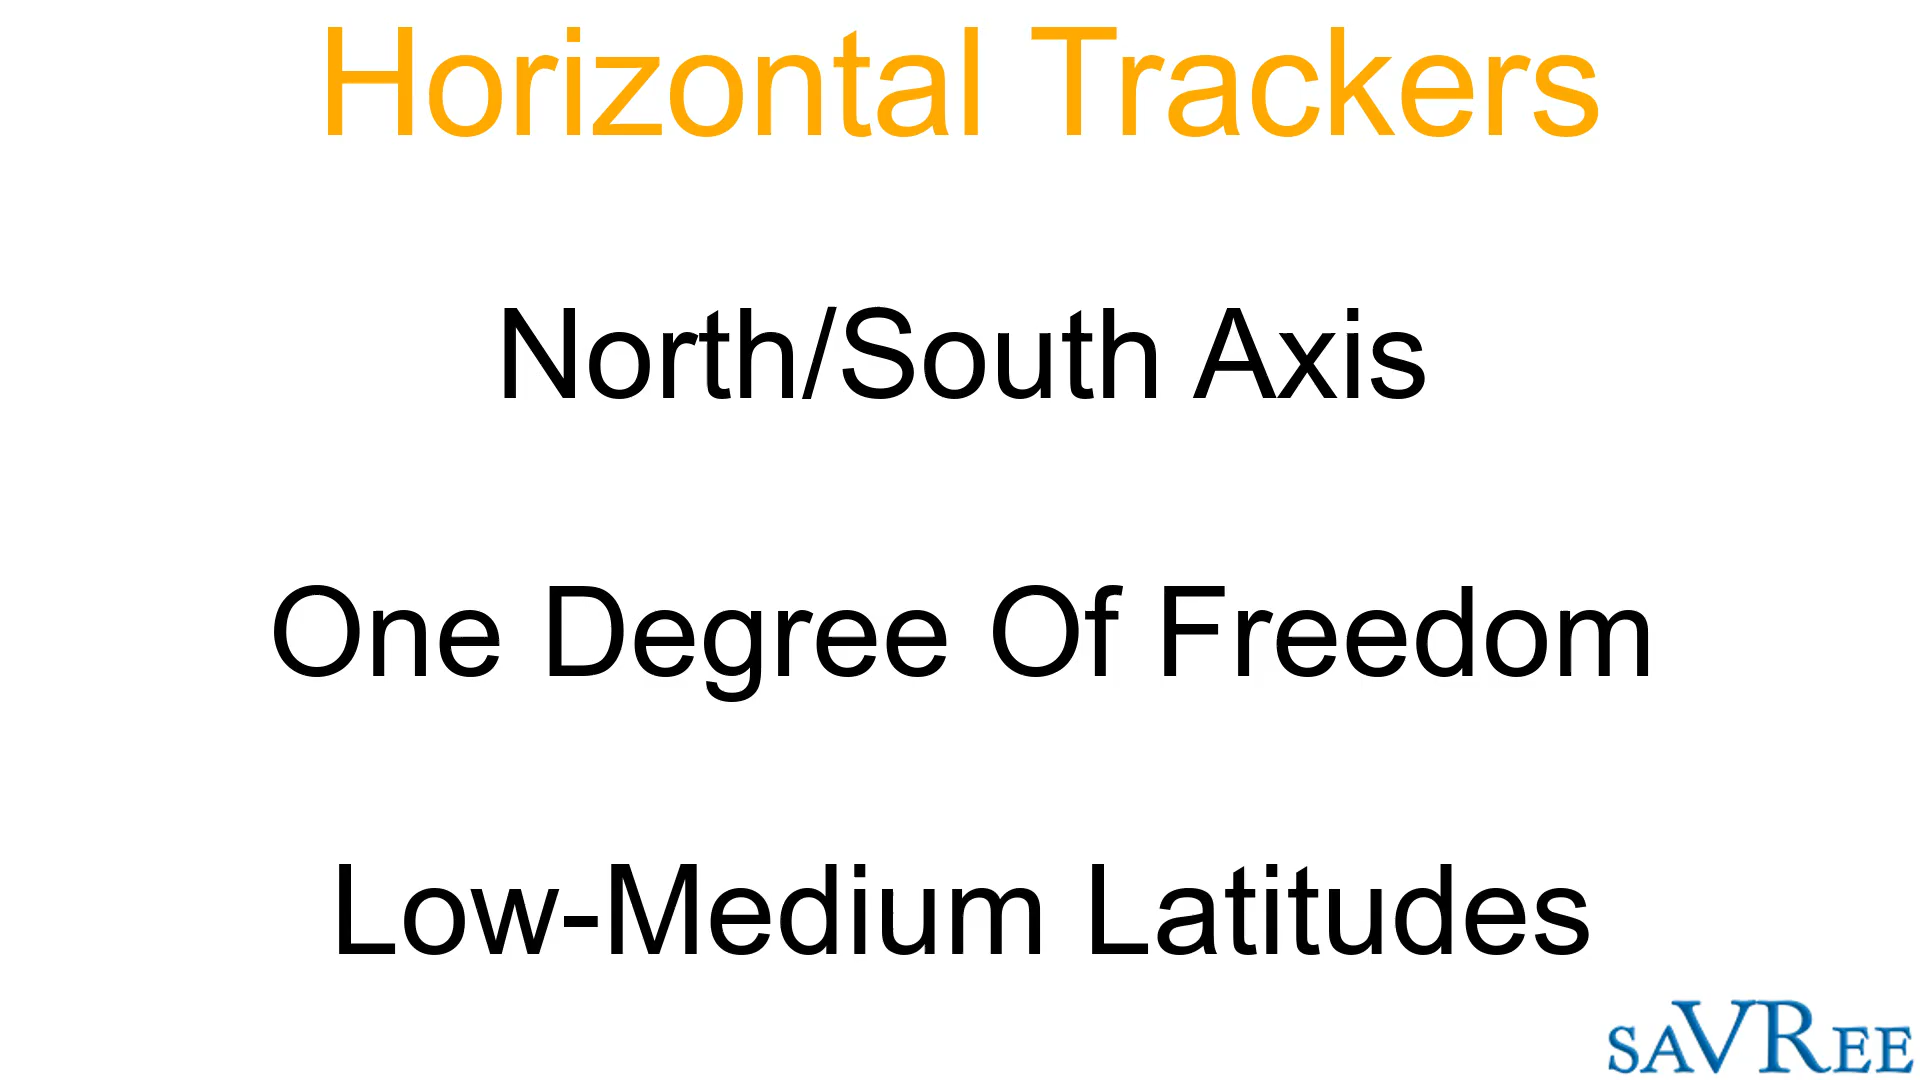 Horizontal Trackers
North/South Axis
One Degree Of Freedom
Low-Medium Latitudes
saVRee